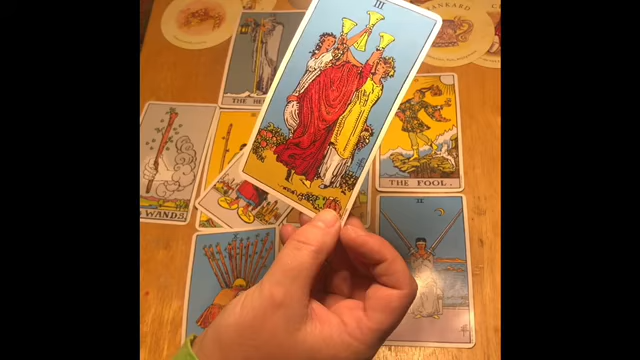 III
ANKARD
THE HE
THE FOOL.
WANDS
II
X